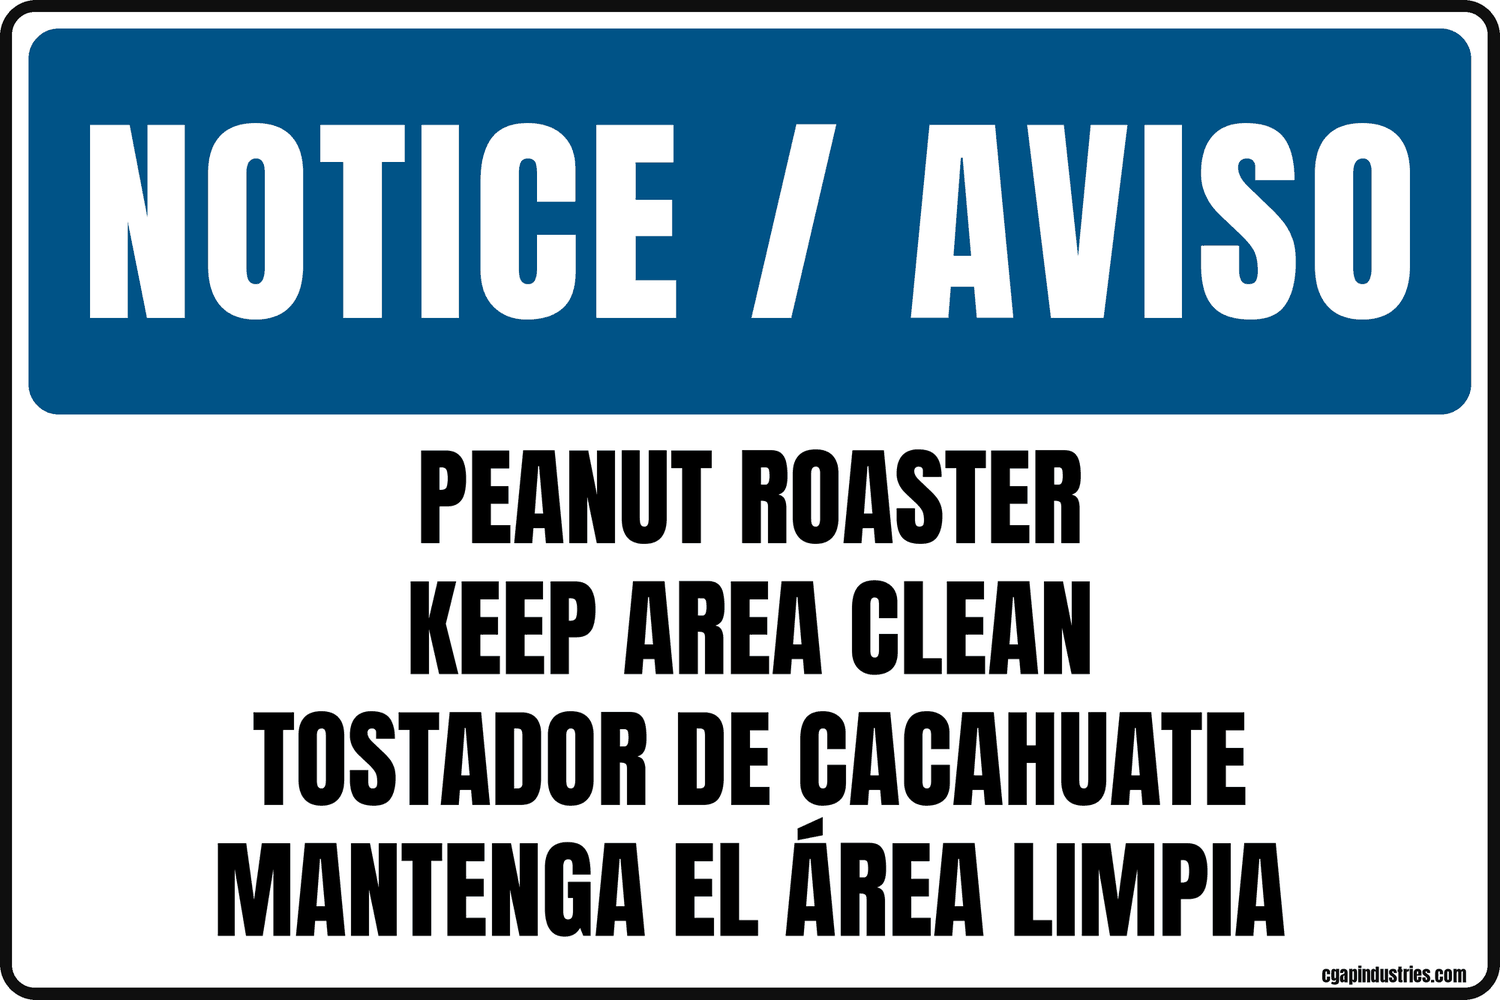 NOTICE / AVISO
PEANUT ROASTER
KEEP AREA CLEAN
TOSTADOR DE CACAHUATE
MANTENGA EL ÁREA LIMPIA
cgapindustries.com